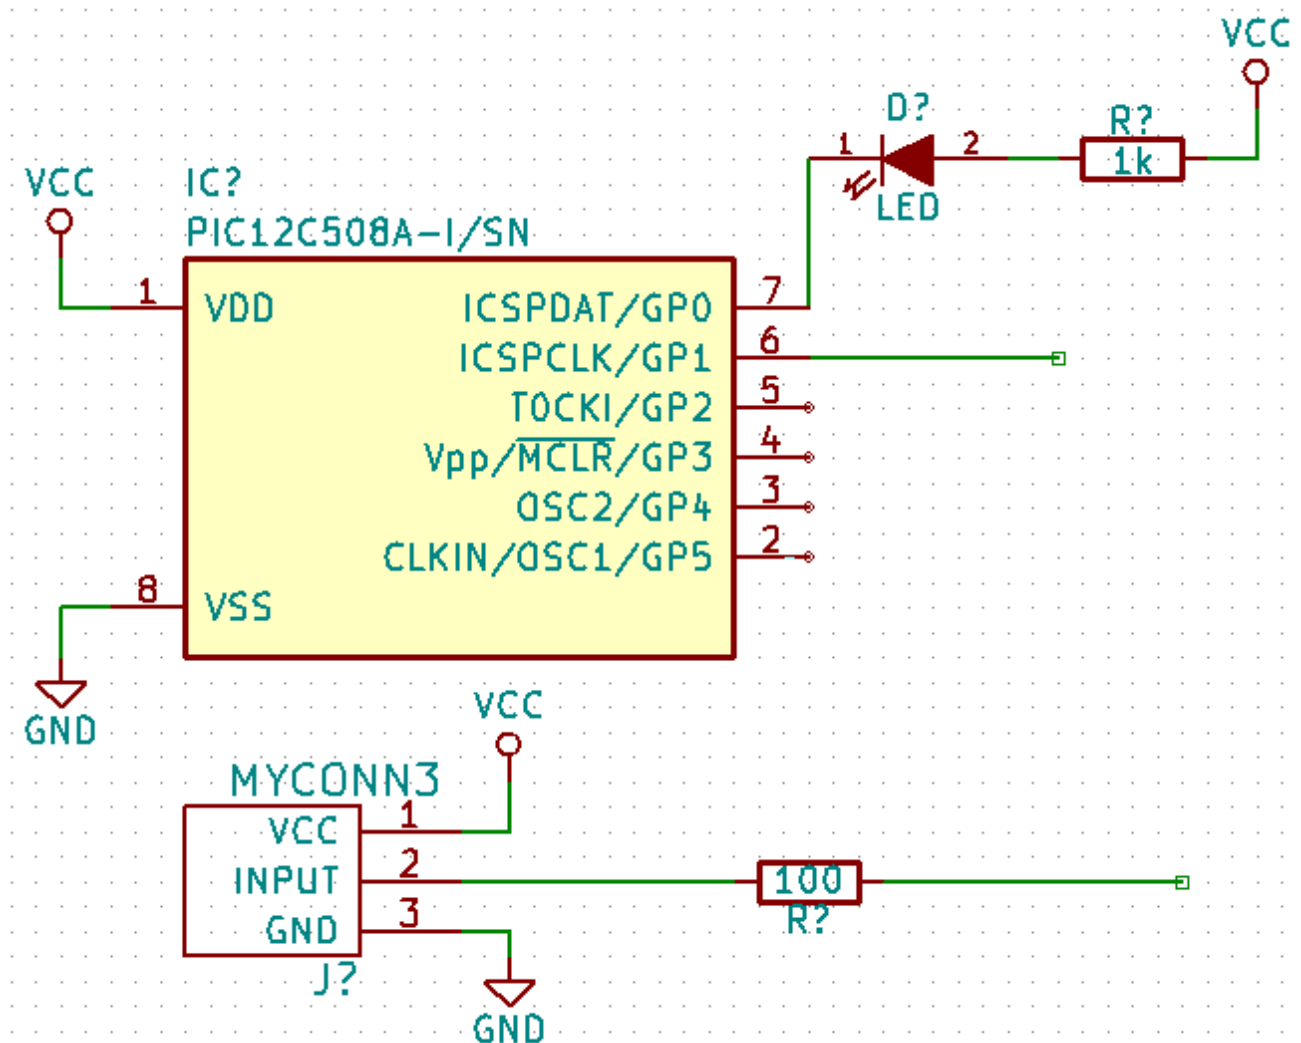 VCC
D?
R?
1
2
1k
LED
VCC
IC?
PIC12C508A-I/SN
1
VDD
ICSPDAT/GP0
7
ICSPCLK/GP1
6
T0CKI/GP2
5
Vpp/MCLR/GP3
4
OSC2/GP4
3
CLKIN/OSC1/GP5
2
8
VSS
GND
VCC
MYCONN3
VCC
1
INPUT
2
100
R?
GND
3
J?
GND